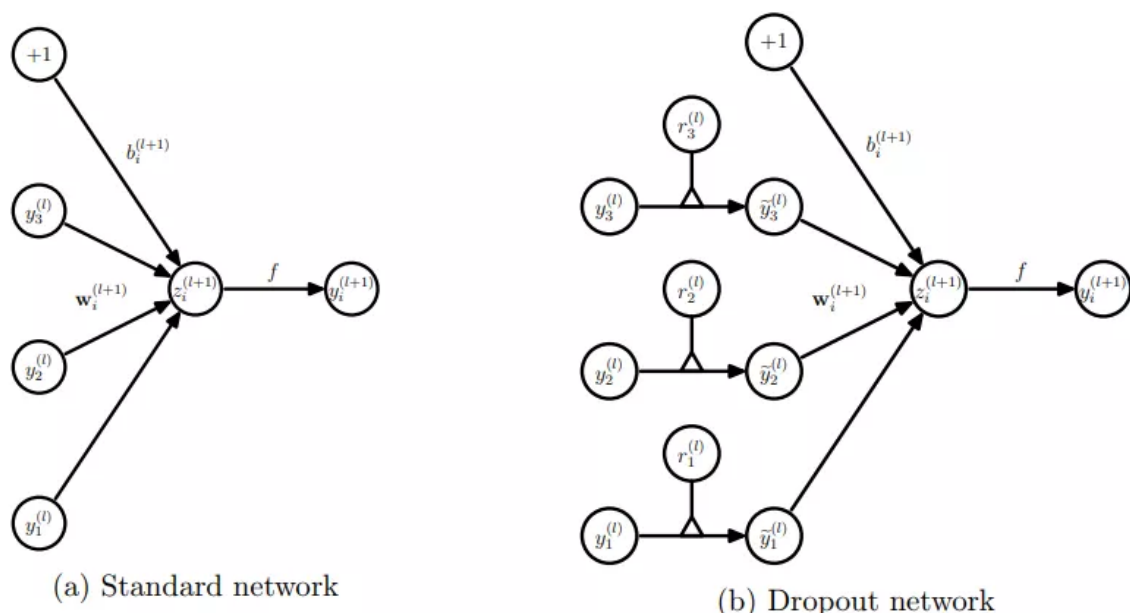 +1
b_i^{(l+1)}
y_3^{(l)}
w_i^{(l+1)}
z_i^{(l+1)}
f
y_i^{(l+1)}
y_2^{(l)}
y_1^{(l)}
(a) Standard network
+1
b_i^{(l+1)}
r_3^{(l)}
y_3^{(l)}
ỹ_3^{(l)}
r_2^{(l)}
w_i^{(l+1)}
z_i^{(l+1)}
f
y_i^{(l+1)}
y_2^{(l)}
ỹ_2^{(l)}
r_1^{(l)}
y_1^{(l)}
ỹ_1^{(l)}
(b) Dropout network